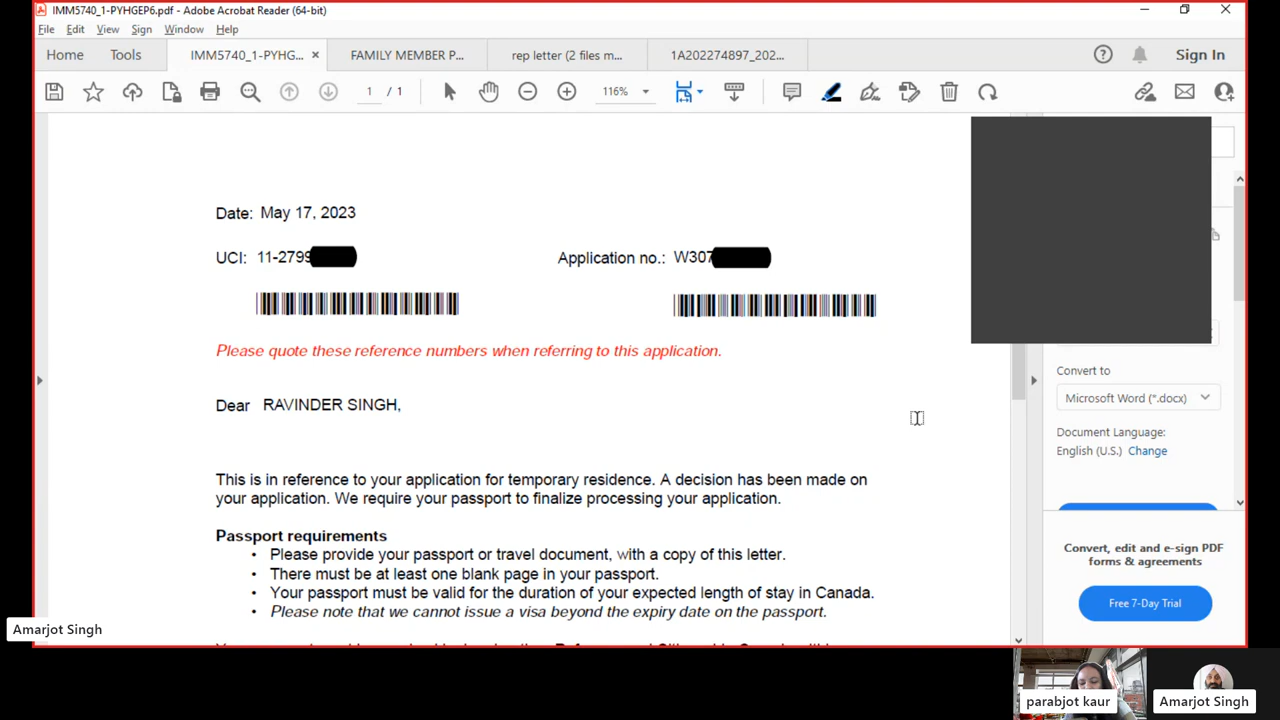 IMM5740_1-PYHGEP6.pdf - Adobe Acrobat Reader (64-bit)
File Edit View Sign Window Help
Home Tools IMM5740_1-PYHG... × FAMILY MEMBER P... rep letter (2 files m... 1A202274897_202... Sign In
1 / 1 116%
Date: May 17, 2023
UCI: 11-2799
Application no.: W307
Please quote these reference numbers when referring to this application.
Dear RAVINDER SINGH,
This is in reference to your application for temporary residence. A decision has been made on
your application. We require your passport to finalize processing your application.
Passport requirements
• Please provide your passport or travel document, with a copy of this letter.
• There must be at least one blank page in your passport.
• Your passport must be valid for the duration of your expected length of stay in Canada.
• Please note that we cannot issue a visa beyond the expiry date on the passport.
Convert to
Microsoft Word (*.docx)
Document Language:
English (U.S.) Change
Convert, edit and e-sign PDF
forms & agreements
Free 7-Day Trial
Amarjot Singh
parabjot kaur
Amarjot Singh